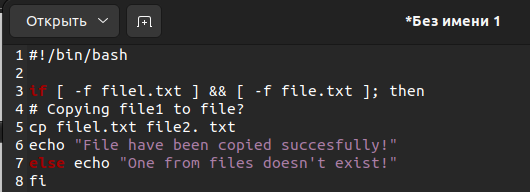 Открыть
*Без имени 1
1 #!/bin/bash
2
3 if [ -f filel.txt ] && [ -f file.txt ]; then
4 # Copying file1 to file?
5 cp filel.txt file2. txt
6 echo "File have been copied succesfully!"
7 else echo "One from files doesn't exist!"
8 fi